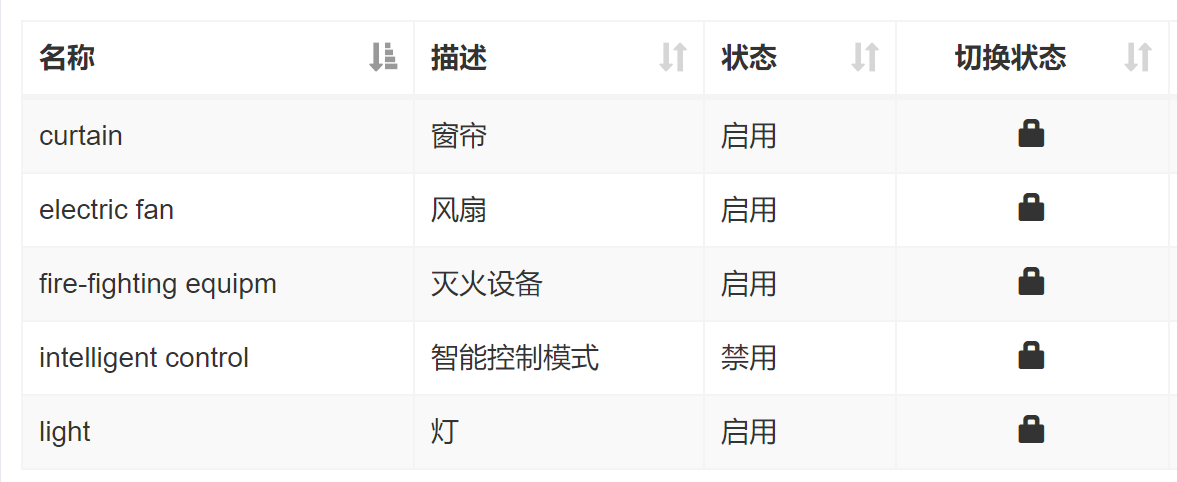 名称 描述 状态 切换状态
curtain 窗帘 启用
electric fan 风扇 启用
fire-fighting equipm 灭火设备 启用
intelligent control 智能控制模式 禁用
light 灯 启用